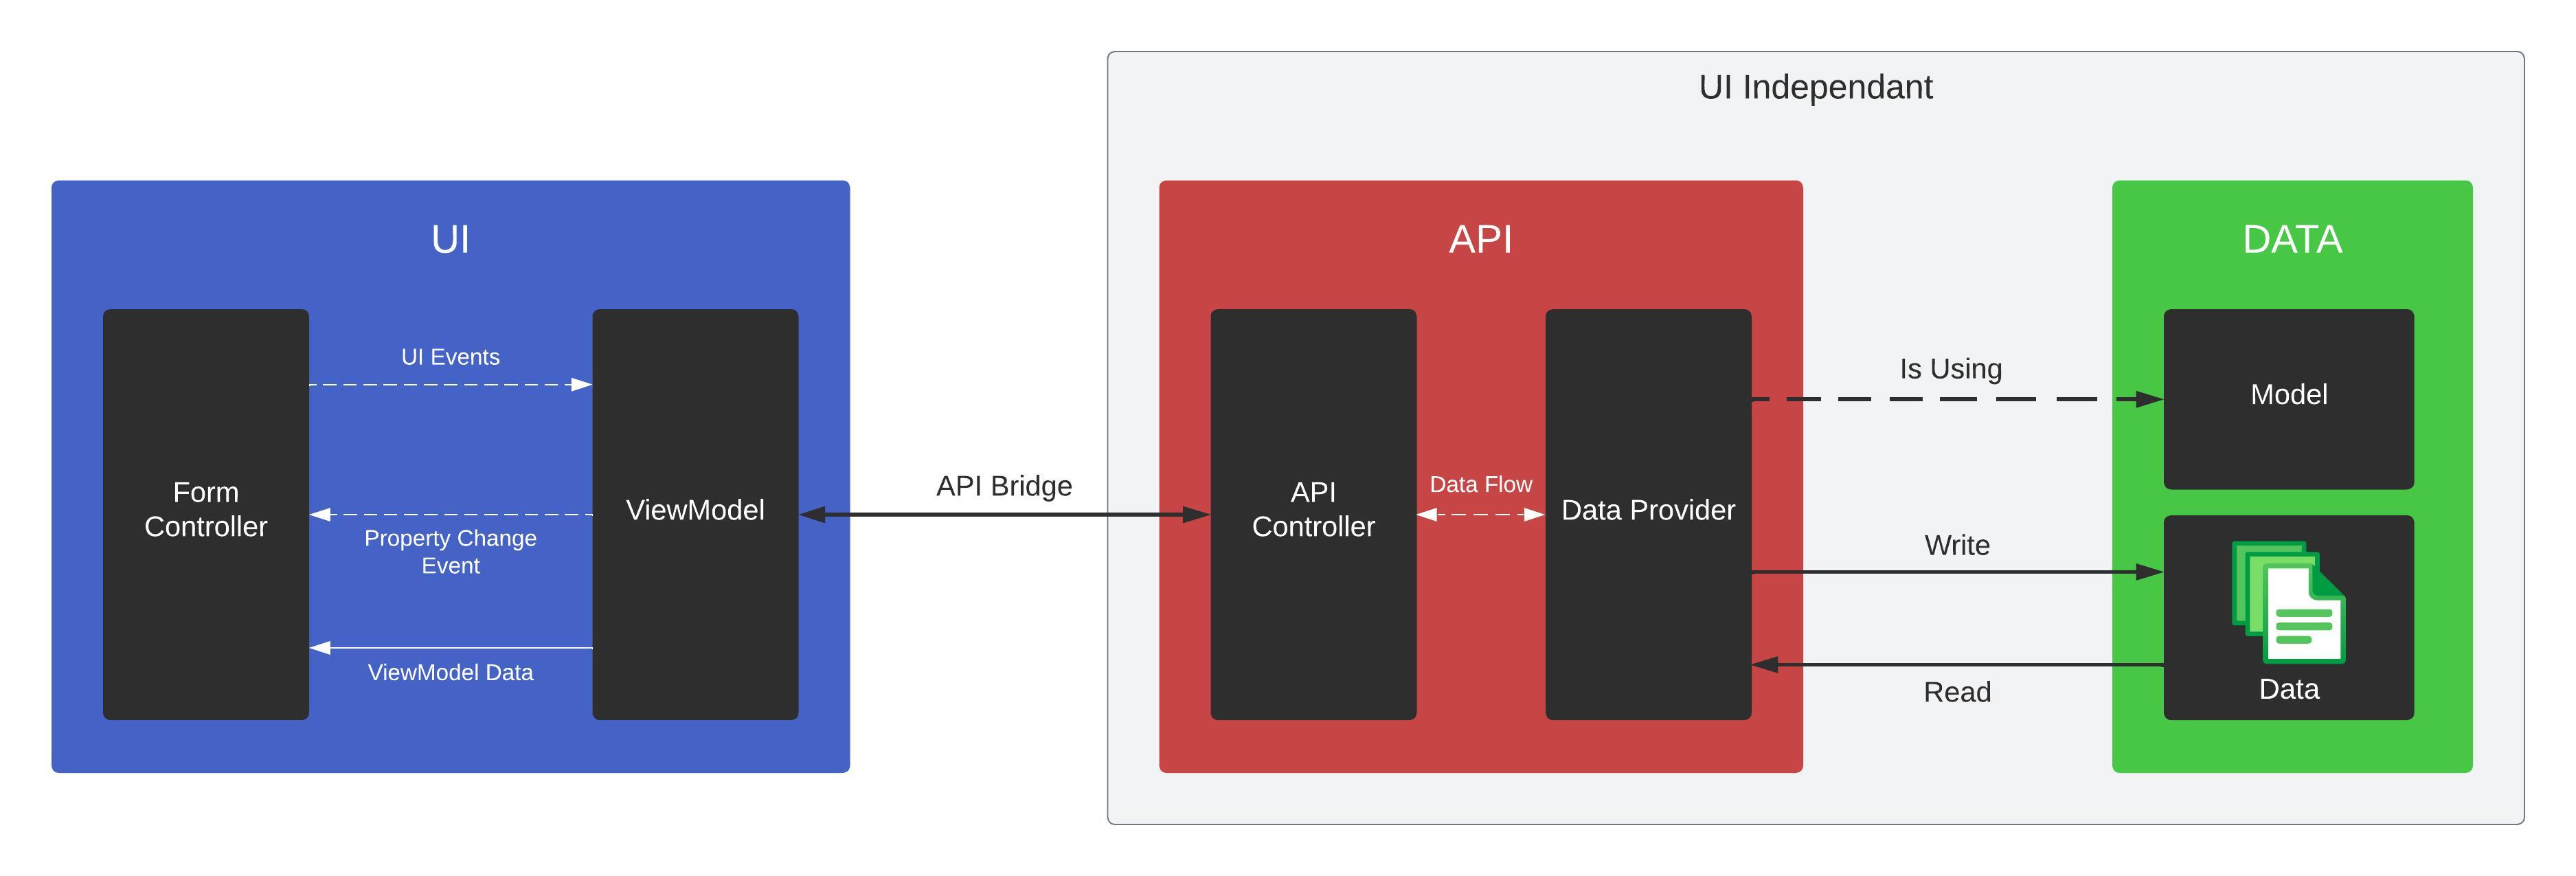 UI Independant
UI
API
DATA
Form
Controller
UI Events
Property Change
Event
ViewModel Data
ViewModel
API Bridge
API
Controller
Data Flow
Data Provider
Is Using
Write
Read
Model
Data